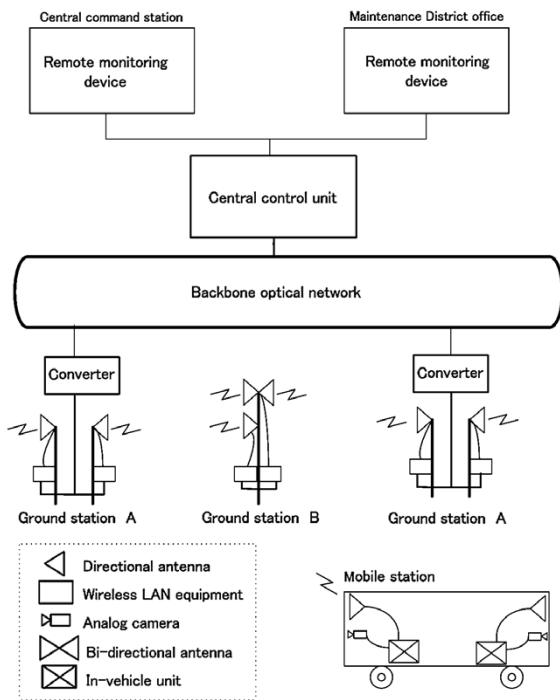 Central command station
Maintenance District office
Remote monitoring
device
Remote monitoring
device
Central control unit
Backbone optical network
Converter
Converter
Ground station A
Ground station B
Ground station A
Directional antenna
Wireless LAN equipment
Analog camera
Bi-directional antenna
In-vehicle unit
Mobile station